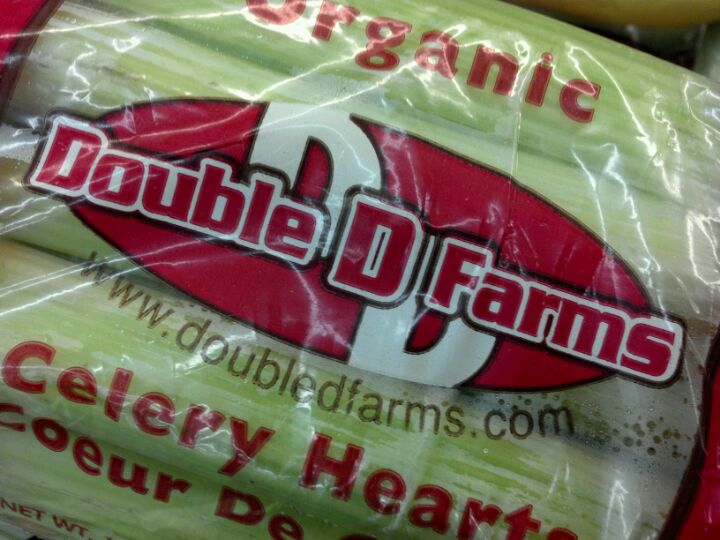 Organic
Double D Farms
www.doubledfarms.com
Celery Hearts
Coeur De
NET WT.